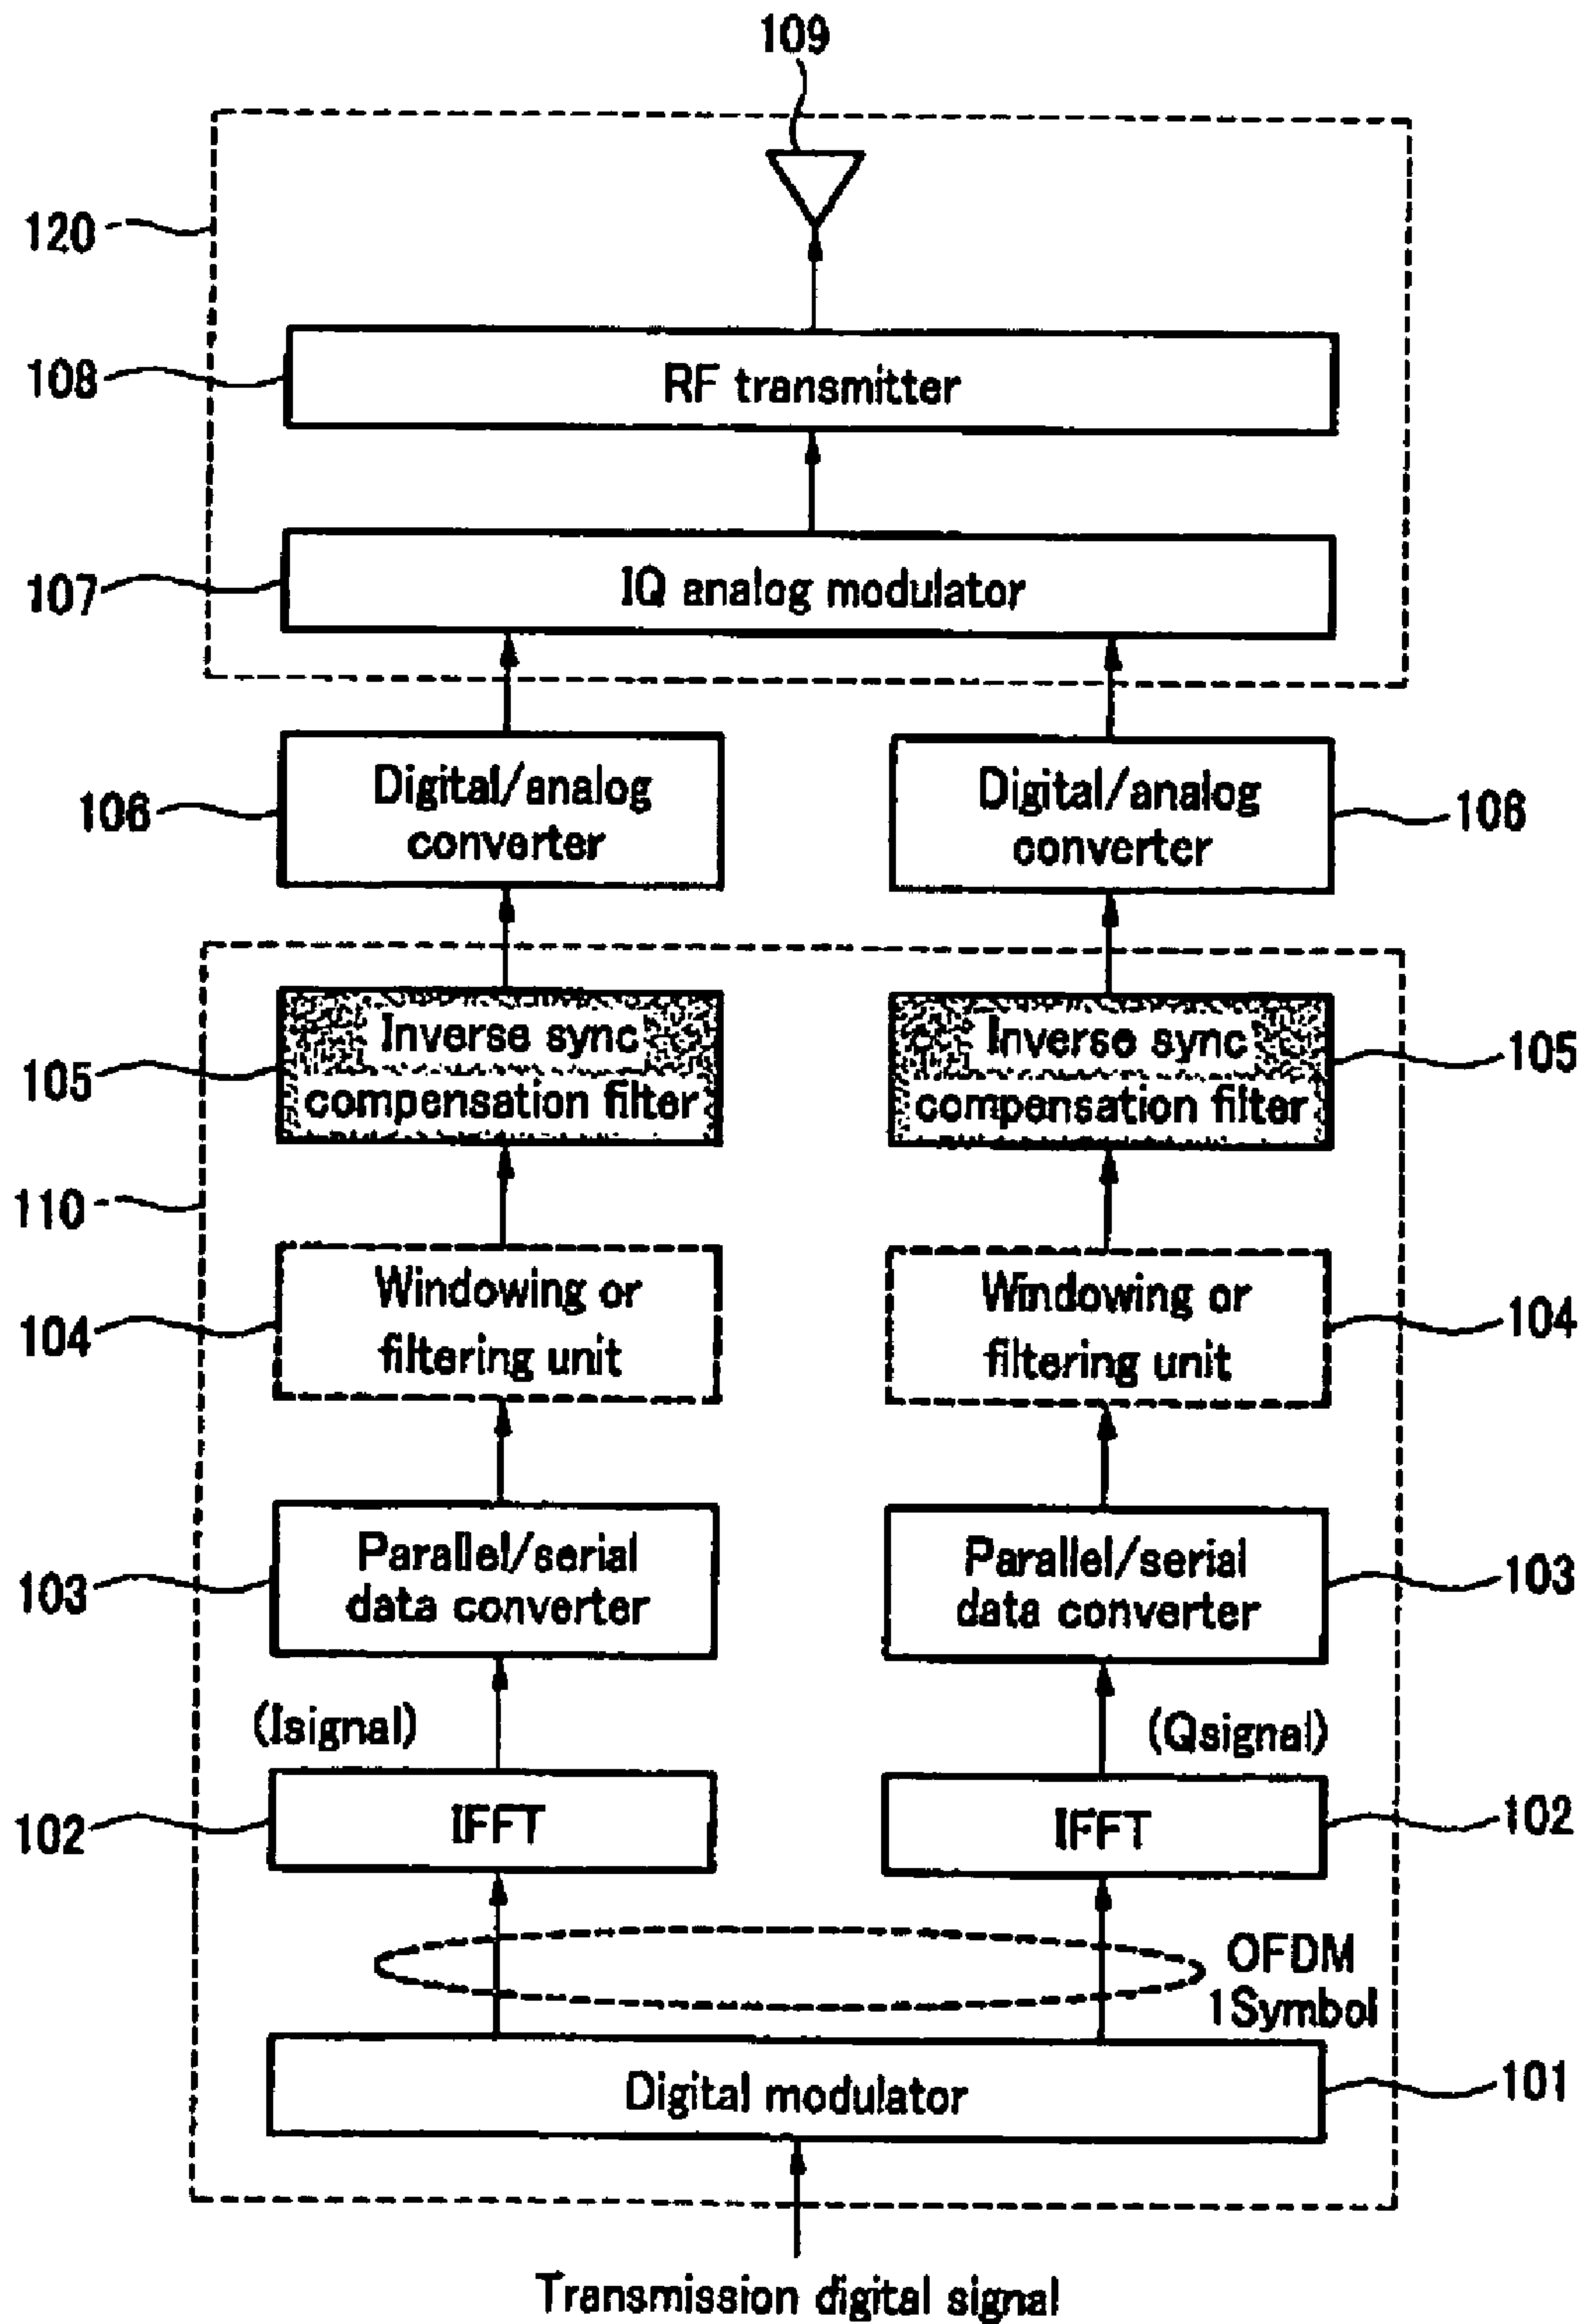 109
120
108
RF transmitter
107
IQ analog modulator
106
Digital/analog
converter
Digital/analog
converter
106
105
Inverse sync
compensation filter
Inverse sync
compensation filter
105
110
104
Windowing or
filtering unit
Windowing or
filtering unit
104
103
Parallel/serial
data converter
Parallel/serial
data converter
103
(Isignal)
(Qsignal)
102
IFFT
IFFT
102
OFDM
1Symbol
Digital modulator
101
Transmission digital signal